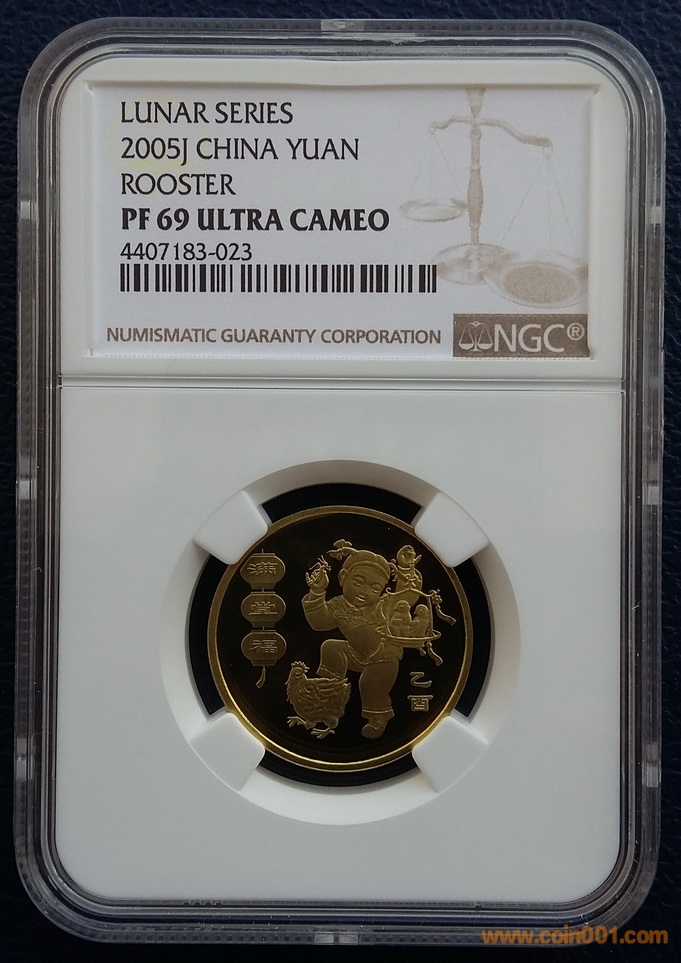 LUNAR SERIES
2005J CHINA YUAN
ROOSTER
PF 69 ULTRA CAMEO
4407183-023
NUMISMATIC GUARANTY CORPORATION
NGC®
满
堂
福
乙
酉
www.coin001.com